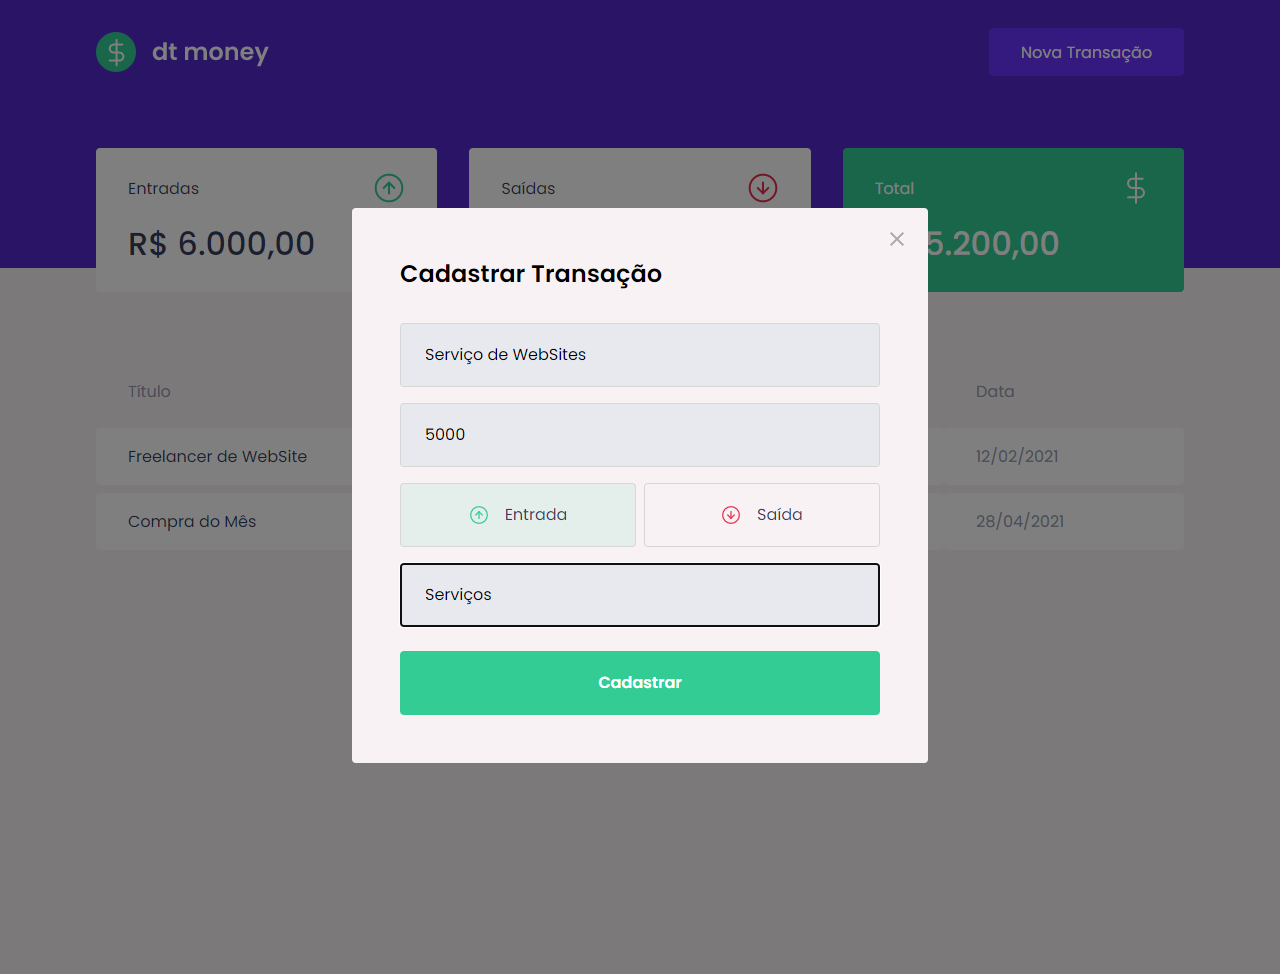 dt money
Nova Transação
Entradas
Saídas
Total
R$ 6.000,00
5.200,00
Cadastrar Transação
Serviço de WebSites
5000
Entrada
Saída
Serviços
Cadastrar
Título
Data
Freelancer de WebSite
12/02/2021
Compra do Mês
28/04/2021